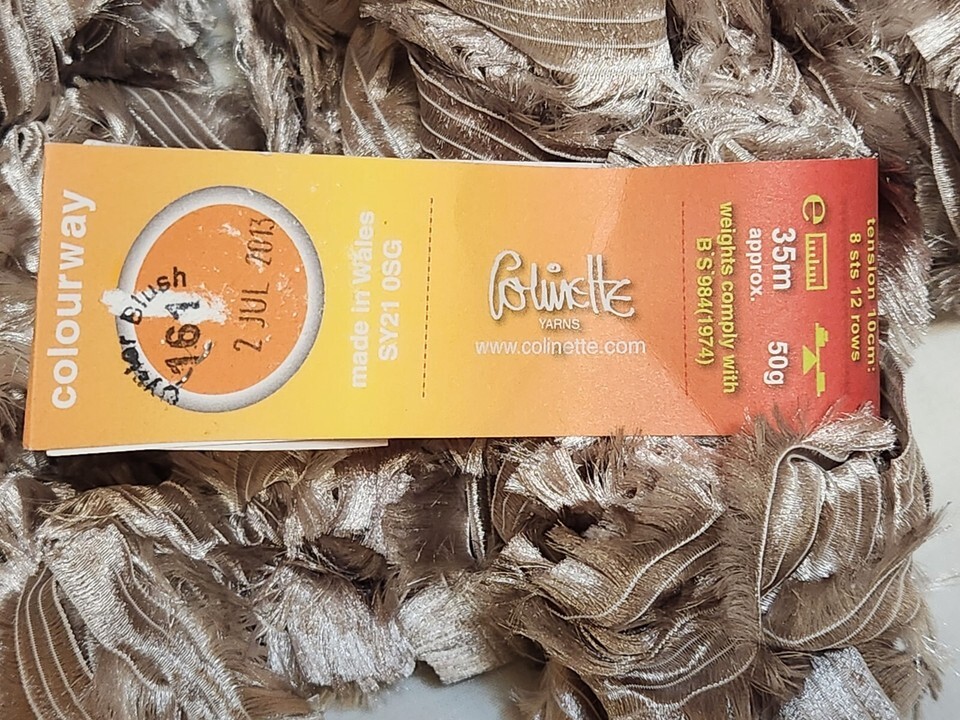 colourway
Blush
161
2 JUL 2013
made in Wales
SY21 0SG
Colinette
YARNS
www.colinette.com
weights comply with
B S 984(1974)
35m
approx.
50g
e
tension 10cm:
8 sts 12 rows